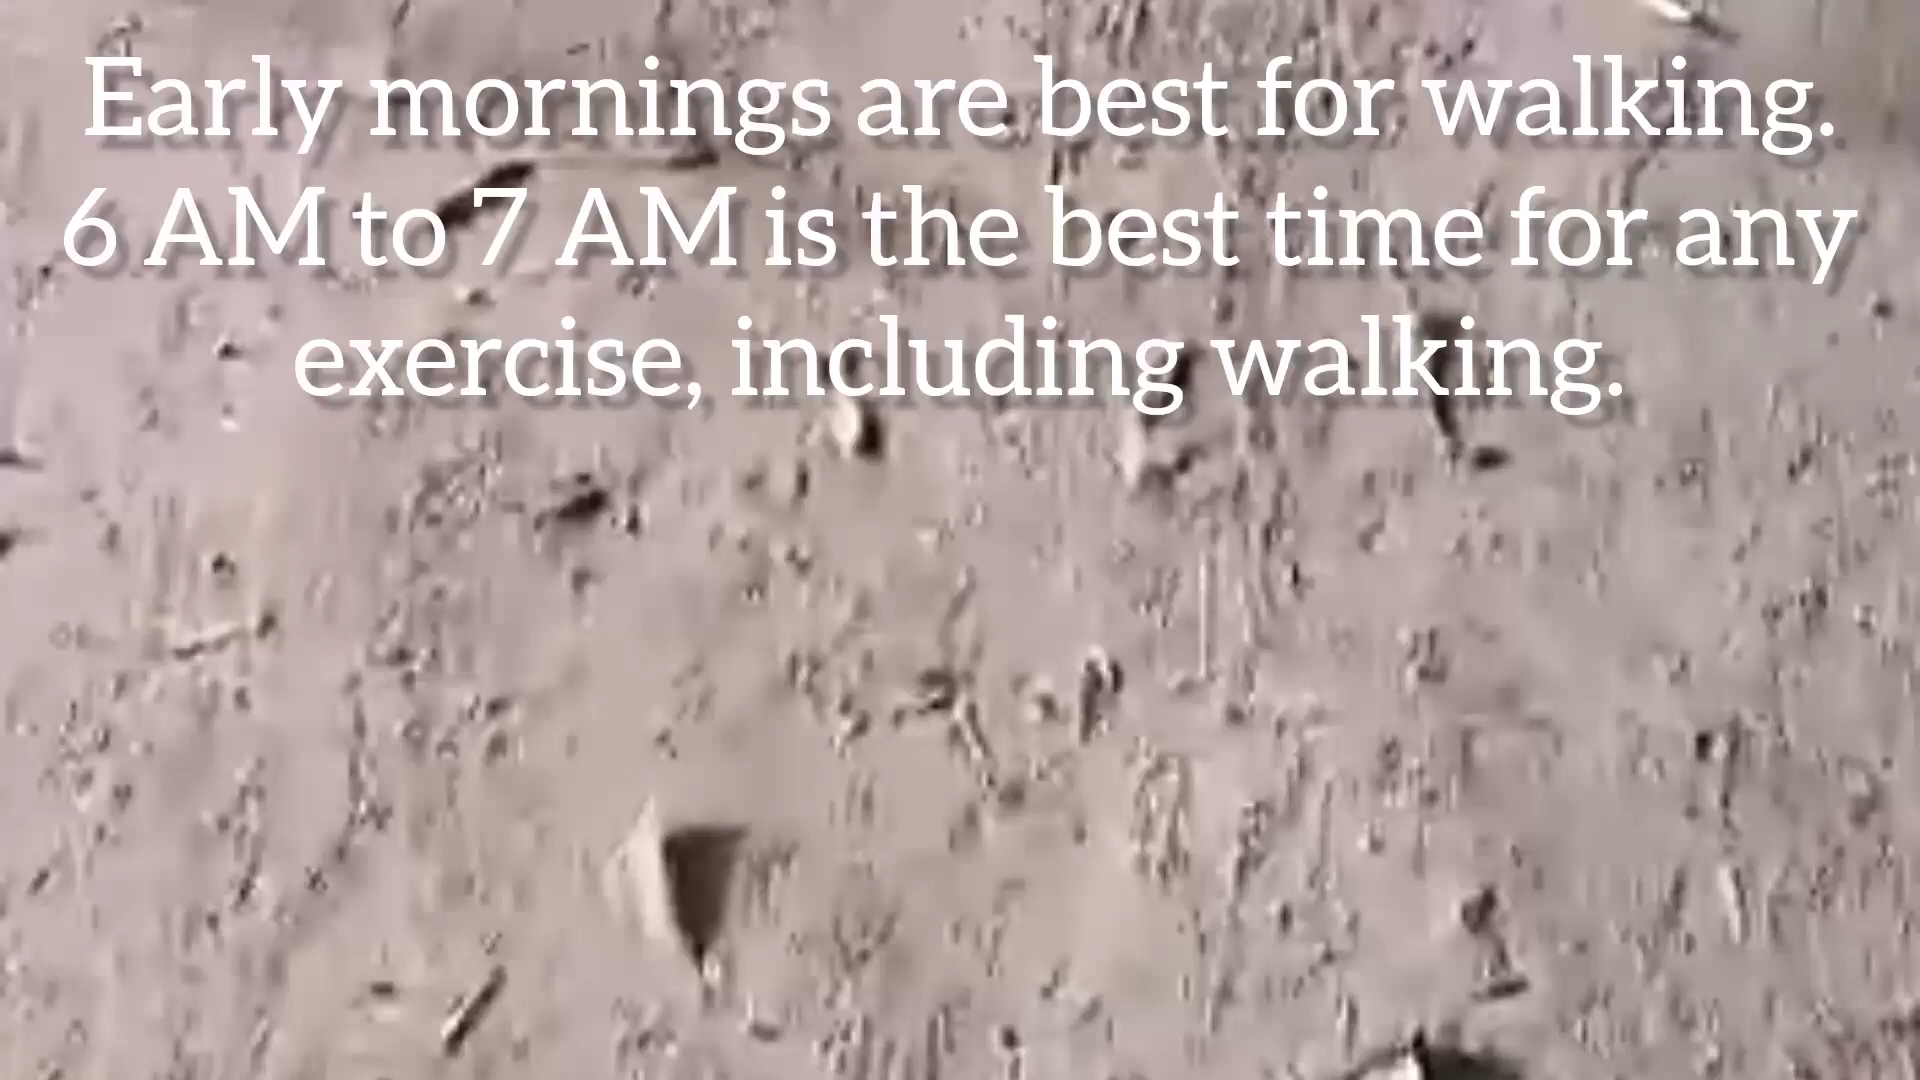 Early mornings are best for walking.
6 AM to 7 AM is the best time for any
exercise, including walking.